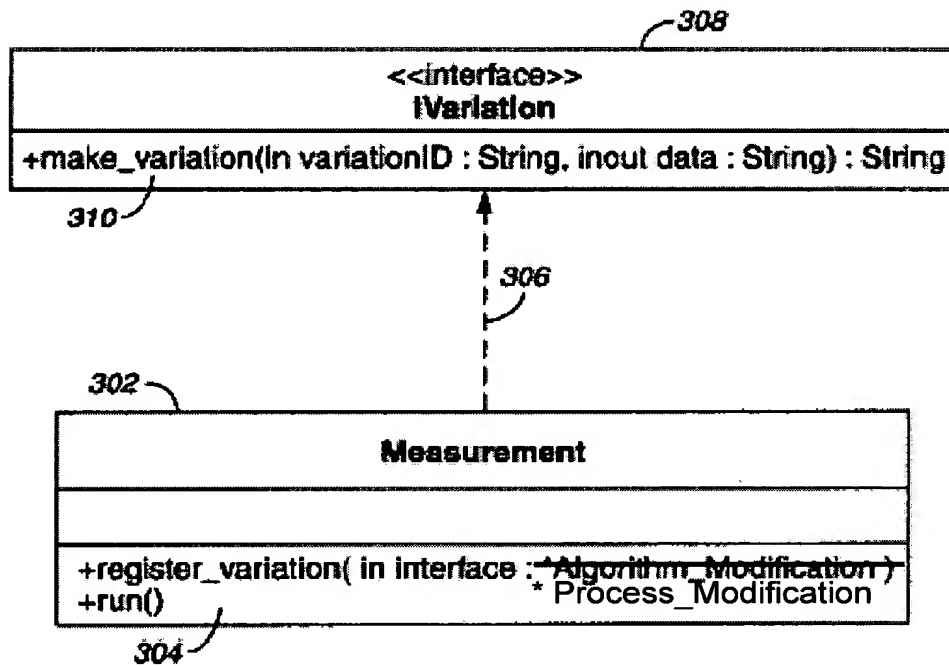 308
<<interface>>
IVariation
+make_variation(in variationID : String, inout data : String) : String
310
306
302
Measurement
+register_variation( in interface : *Algorithm_Modification )
* Process_Modification
+run()
304